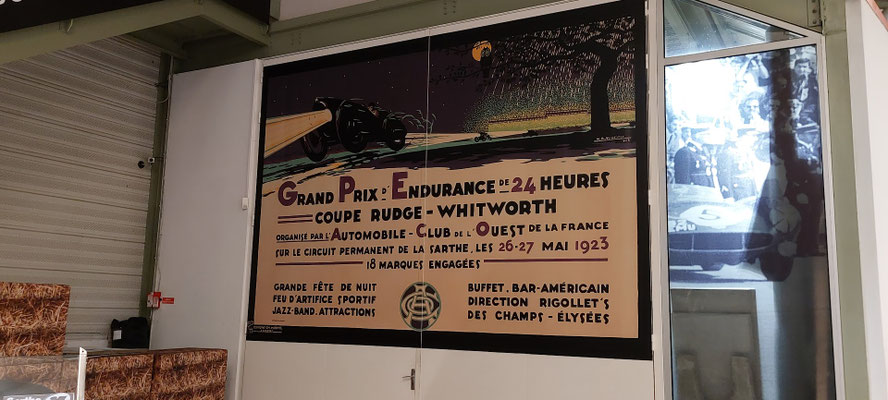 GRAND PRIX D'ENDURANCE DE 24 HEURES
COUPE RUDGE-WHITWORTH
ORGANISÉ PAR L'AUTOMOBILE-CLUB DE L'OUEST DE LA FRANCE
SUR LE CIRCUIT PERMANENT DE LA SARTHE, LES 26-27 MAI 1923
18 MARQUES ENGAGÉES
GRANDE FÊTE DE NUIT
FEU D'ARTIFICE SPORTIF
JAZZ-BAND. ATTRACTIONS
BUFFET. BAR-AMÉRICAIN
DIRECTION RIGOLLET'S
DES CHAMPS-ÉLYSÉES